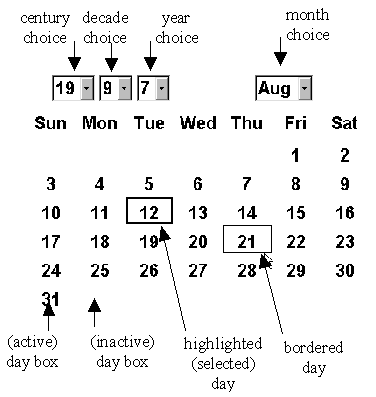 century decade year month
choice choice choice choice
19 9 7 Aug
Sun Mon Tue Wed Thu Fri Sat
1 2
3 4 5 6 7 8 9
10 11 12 13 14 15 16
17 18 19 20 21 22 23
24 25 26 27 28 29 30
31
(active) day box
(inactive) day box
highlighted (selected) day
bordered day